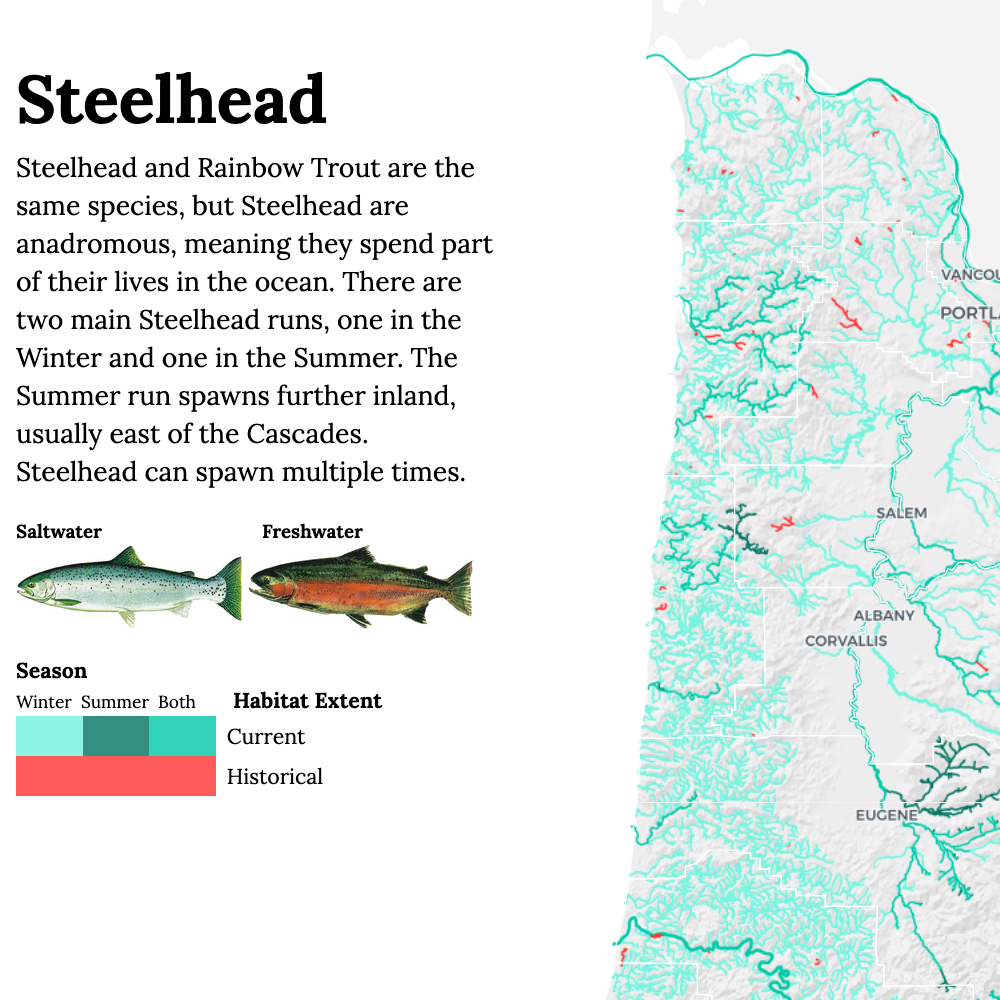 Steelhead
Steelhead and Rainbow Trout are the
same species, but Steelhead are
anadromous, meaning they spend part
of their lives in the ocean. There are
two main Steelhead runs, one in the
Winter and one in the Summer. The
Summer run spawns further inland,
usually east of the Cascades.
Steelhead can spawn multiple times.
Saltwater Freshwater
Season
Winter Summer Both Habitat Extent
Current
Historical
VANCOU
PORTLA
SALEM
ALBANY
CORVALLIS
EUGENE